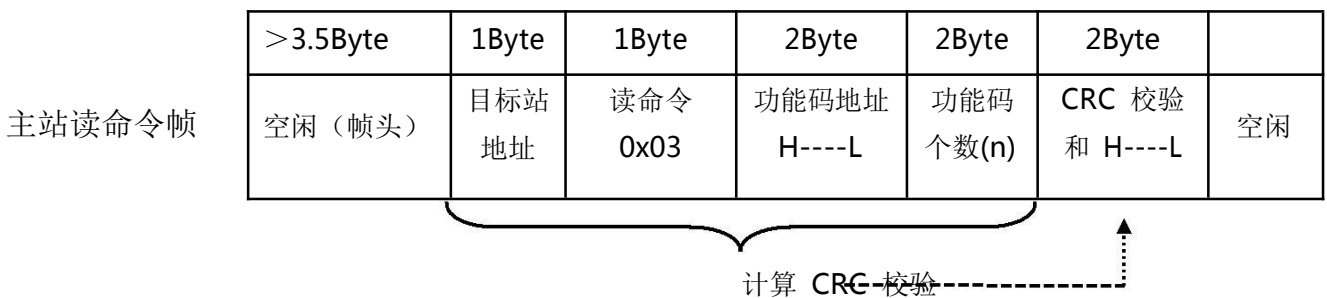 >3.5Byte 1Byte 1Byte 2Byte 2Byte 2Byte
主站读命令帧
空闲(帧头)
目标站
地址
读命令
0x03
功能码地址
H----L
功能码
个数(n)
CRC 校验
和 H----L
空闲
计算 CRC 校验